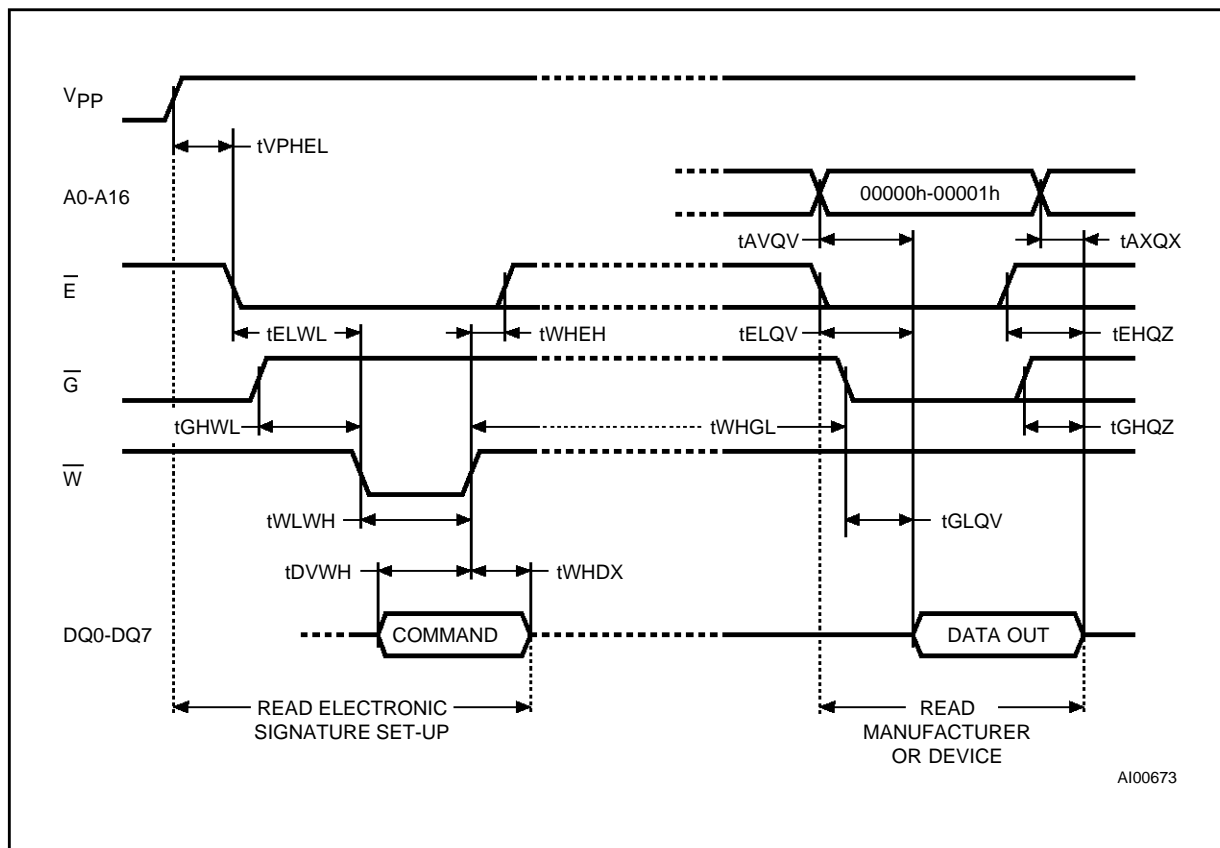 VPP
tVPHEL
A0-A16
00000h-00001h
tAVQV
tAXQX
E
tELWL
tWHEH
tELQV
tEHQZ
G
tGHWL
tWHGL
tGHQZ
W
tWLWH
tGLQV
tDVWH
tWHDX
DQ0-DQ7
COMMAND
DATA OUT
READ ELECTRONIC
SIGNATURE SET-UP
READ
MANUFACTURER
OR DEVICE
AI00673